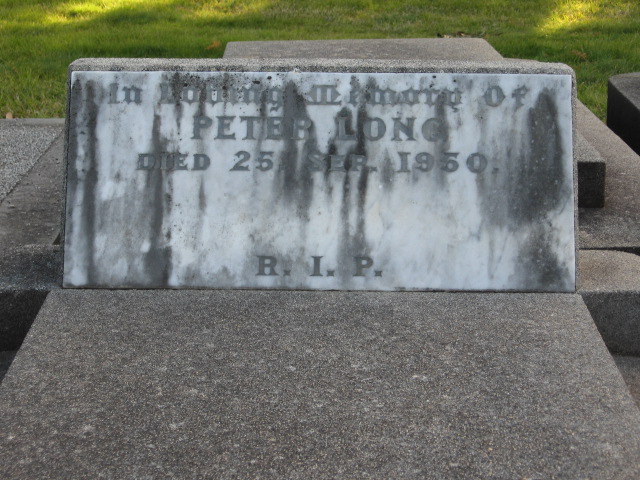 In Loving Memory Of
PETER LONG
DIED 25. SEP. 1950.
R. I. P.